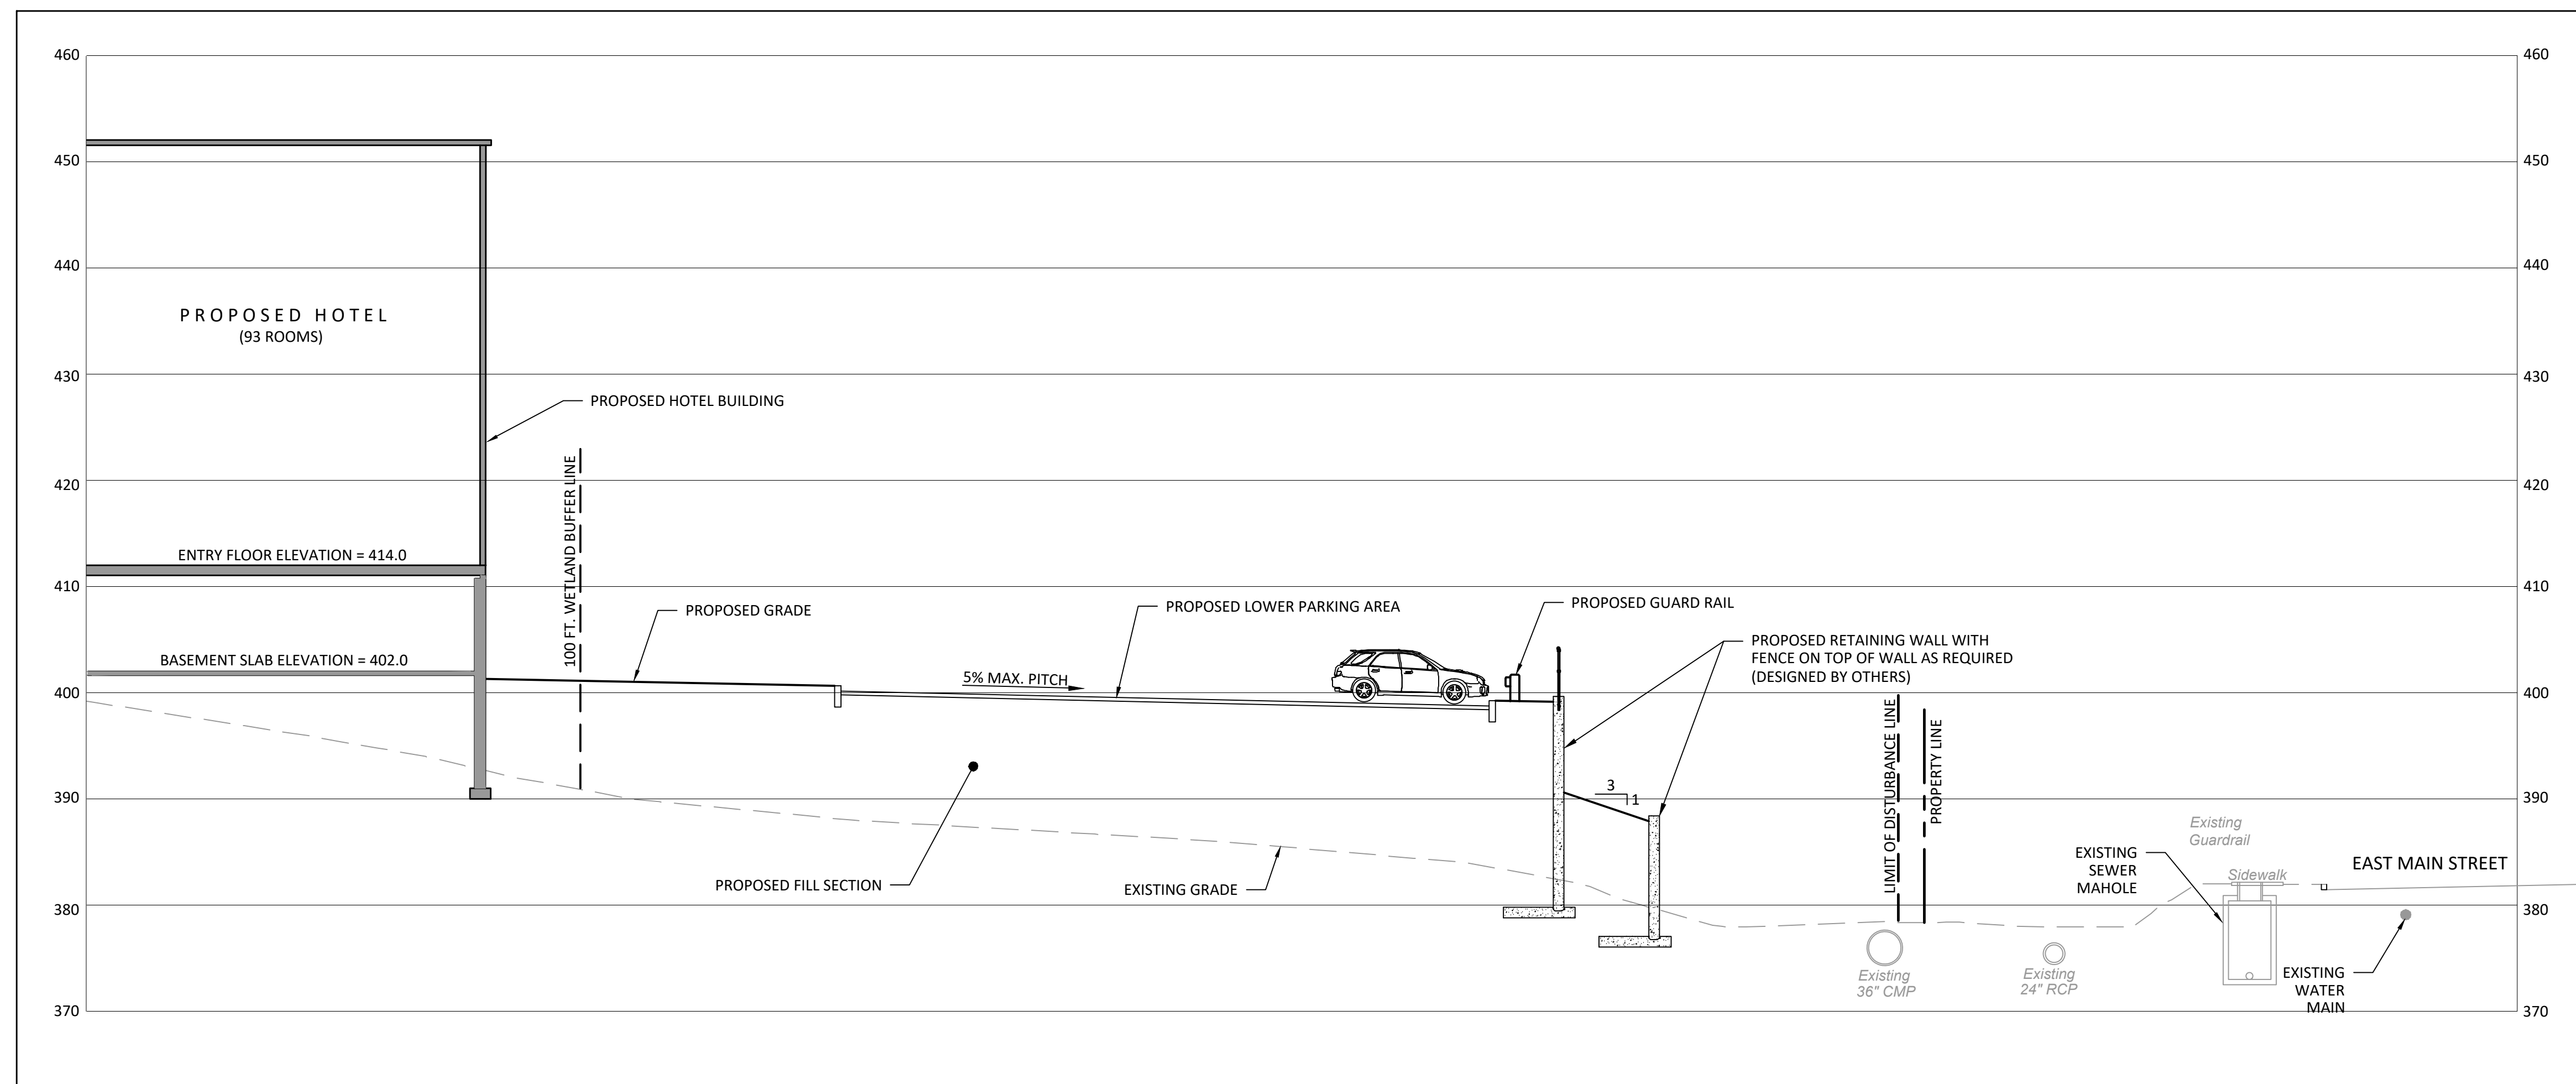 460
460
450
450
440
440
PROPOSED HOTEL
(93 ROOMS)
430
430
PROPOSED HOTEL BUILDING
100 FT. WETLAND BUFFER LINE
420
420
ENTRY FLOOR ELEVATION = 414.0
410
410
PROPOSED GRADE
PROPOSED LOWER PARKING AREA
PROPOSED GUARD RAIL
PROPOSED RETAINING WALL WITH
FENCE ON TOP OF WALL AS REQUIRED
(DESIGNED BY OTHERS)
BASEMENT SLAB ELEVATION = 402.0
5% MAX. PITCH
400
400
LIMIT OF DISTURBANCE LINE
PROPERTY LINE
390
3
1
390
Existing
Guardrail
PROPOSED FILL SECTION
EXISTING GRADE
EXISTING
SEWER
MAHOLE
Sidewalk
EAST MAIN STREET
380
380
Existing
36" CMP
Existing
24" RCP
EXISTING
WATER
MAIN
370
370